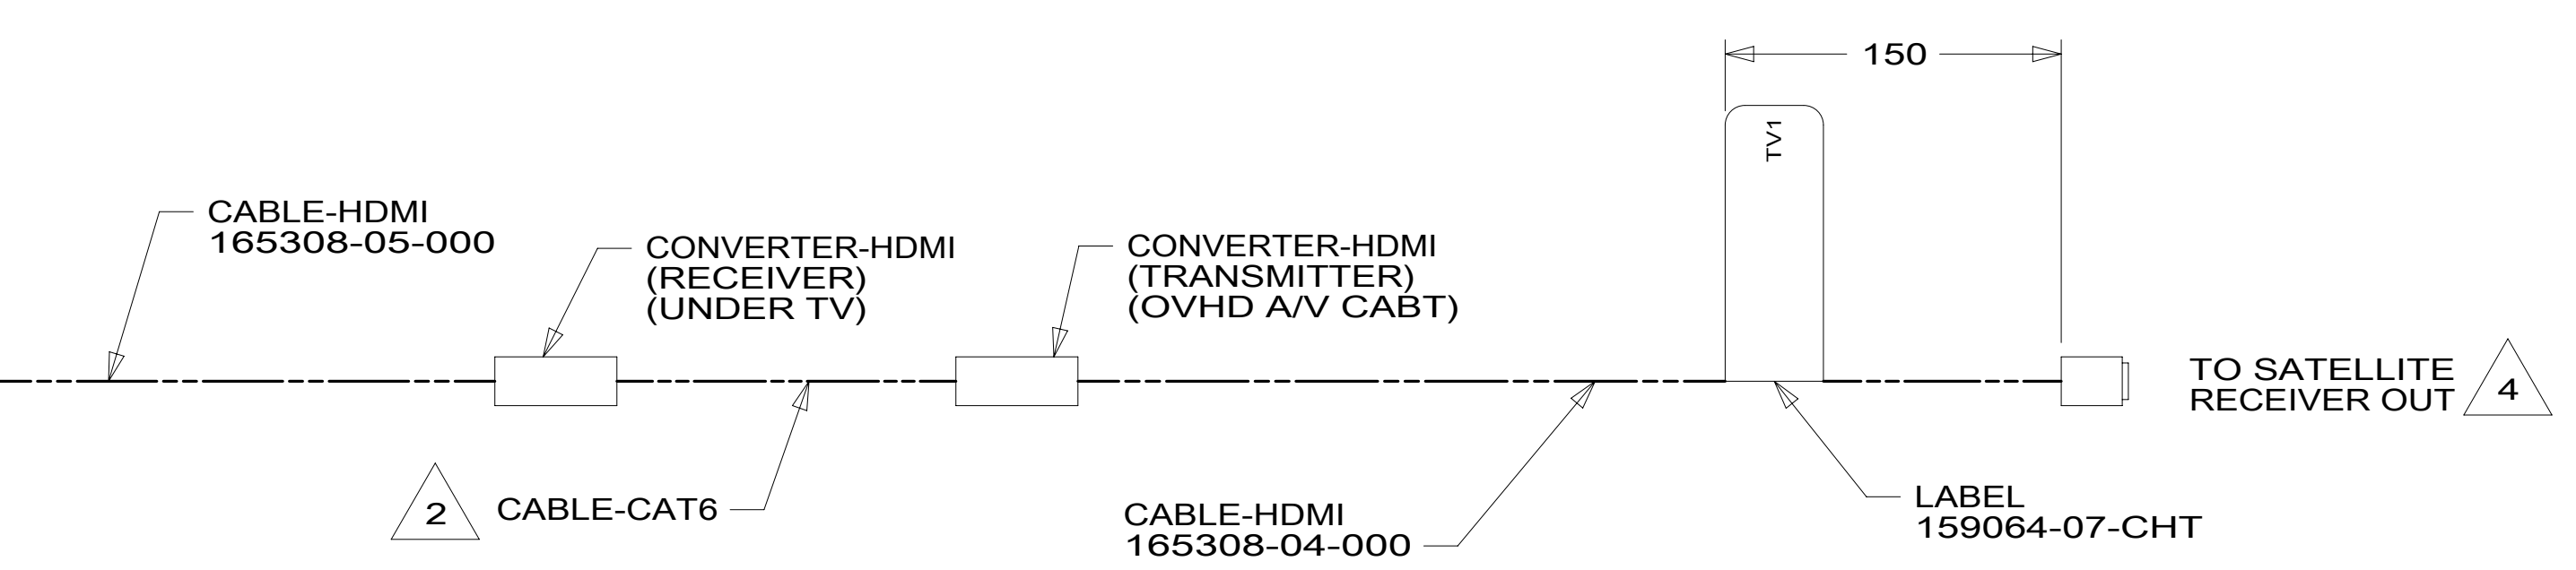 150
TV1
CABLE-HDMI
165308-05-000
CONVERTER-HDMI
(RECEIVER)
(UNDER TV)
CONVERTER-HDMI
(TRANSMITTER)
(OVHD A/V CABT)
TO SATELLITE
RECEIVER OUT
4
2
CABLE-CAT6
CABLE-HDMI
165308-04-000
LABEL
159064-07-CHT